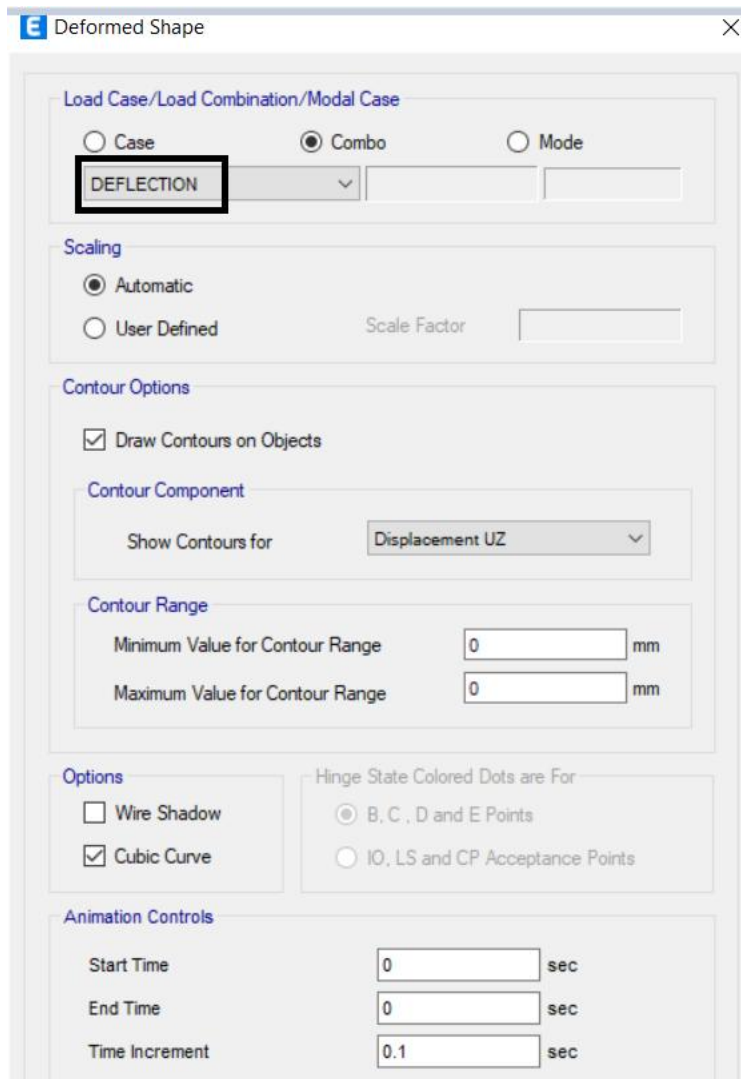 E Deformed Shape
Load Case/Load Combination/Modal Case
Case Combo Mode
DEFLECTION
Scaling
Automatic
User Defined Scale Factor
Contour Options
Draw Contours on Objects
Contour Component
Show Contours for Displacement UZ
Contour Range
Minimum Value for Contour Range 0 mm
Maximum Value for Contour Range 0 mm
Options Hinge State Colored Dots are For
Wire Shadow B, C , D and E Points
Cubic Curve IO, LS and CP Acceptance Points
Animation Controls
Start Time 0 sec
End Time 0 sec
Time Increment 0.1 sec